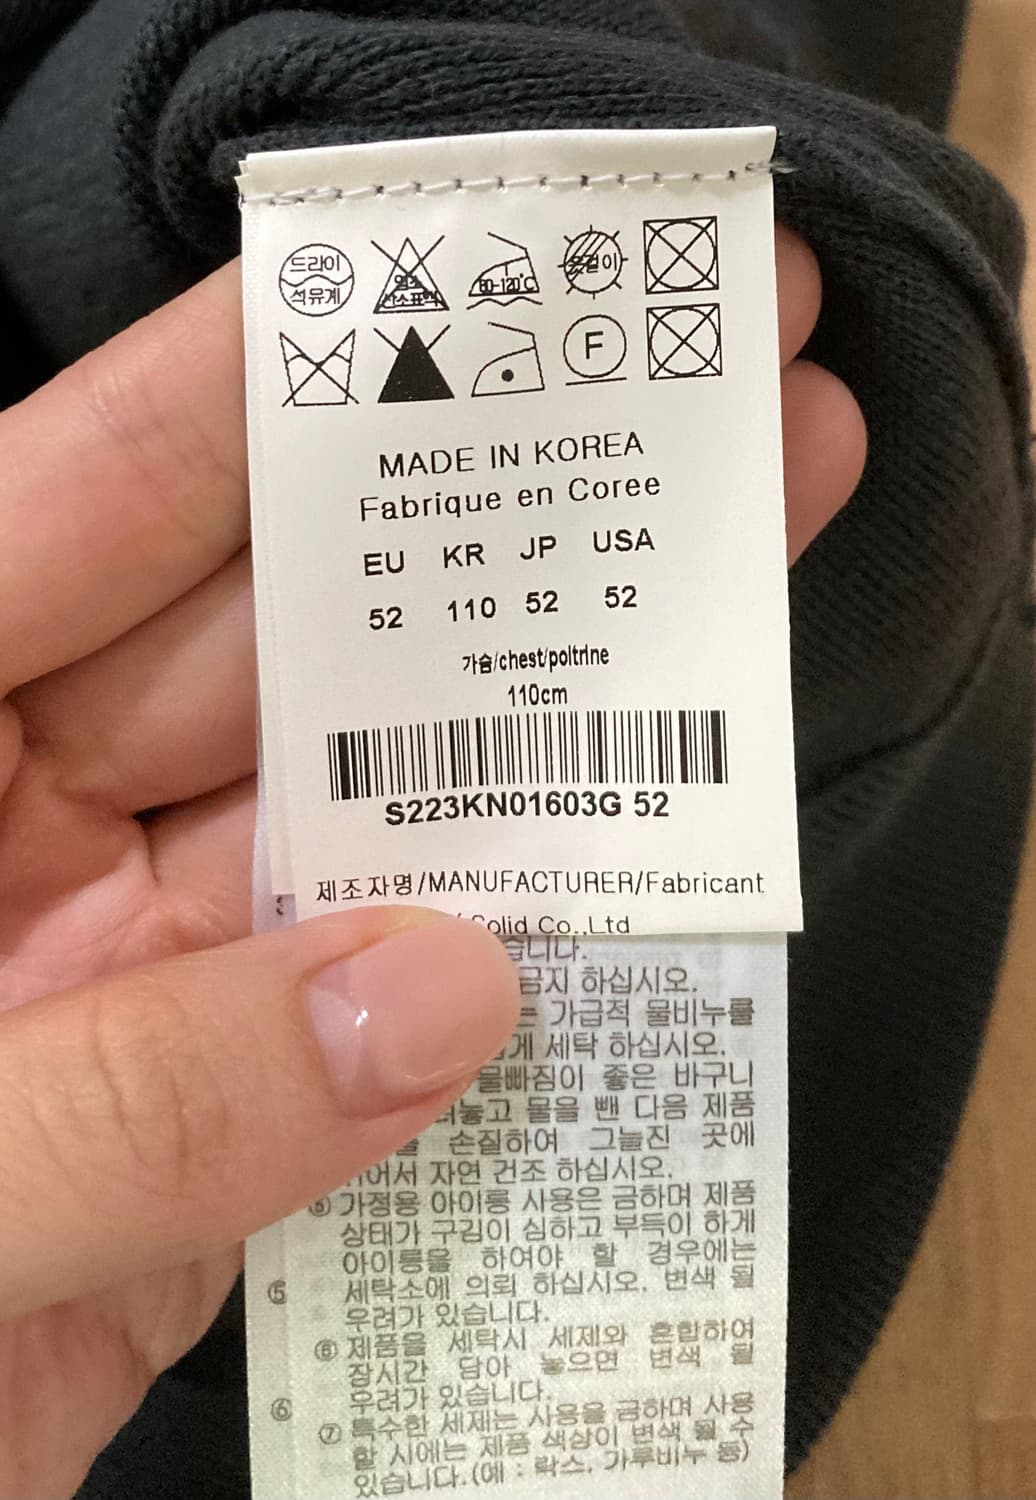 드라이
석유계
염소
산소표백
80-120℃
옷걸이
F
MADE IN KOREA
Fabrique en Coree
EU KR JP USA
52 110 52 52
가슴/chest/poltrine
110cm
S223KN01603G 52
제조자명/MANUFACTURER/Fabricant
Solid Co.,Ltd
습니다.
금지 하십시오.
는 가급적 물비누를
게 세탁 하십시오.
물빠짐이 좋은 바구니
놓고 물을 뺀 다음 제품
을 손질하여 그늘진 곳에
어서 자연 건조 하십시오.
⑤ 가정용 아이롱 사용은 금하며 제품
상태가 구김이 심하고 부득이 하게
아이롱을 하여야 할 경우에는
⑤ 세탁소에 의뢰 하십시오. 변색 될
우려가 있습니다.
⑥ 제품을 세탁시 세제와 혼합하여
장시간 담아 놓으면 변색 될
⑥ 우려가 있습니다.
⑦ 특수한 세제는 사용을 금하며 사용
할 시에는 제품 색상이 변색 될 수
있습니다.(예 : 락스, 가루비누 등)